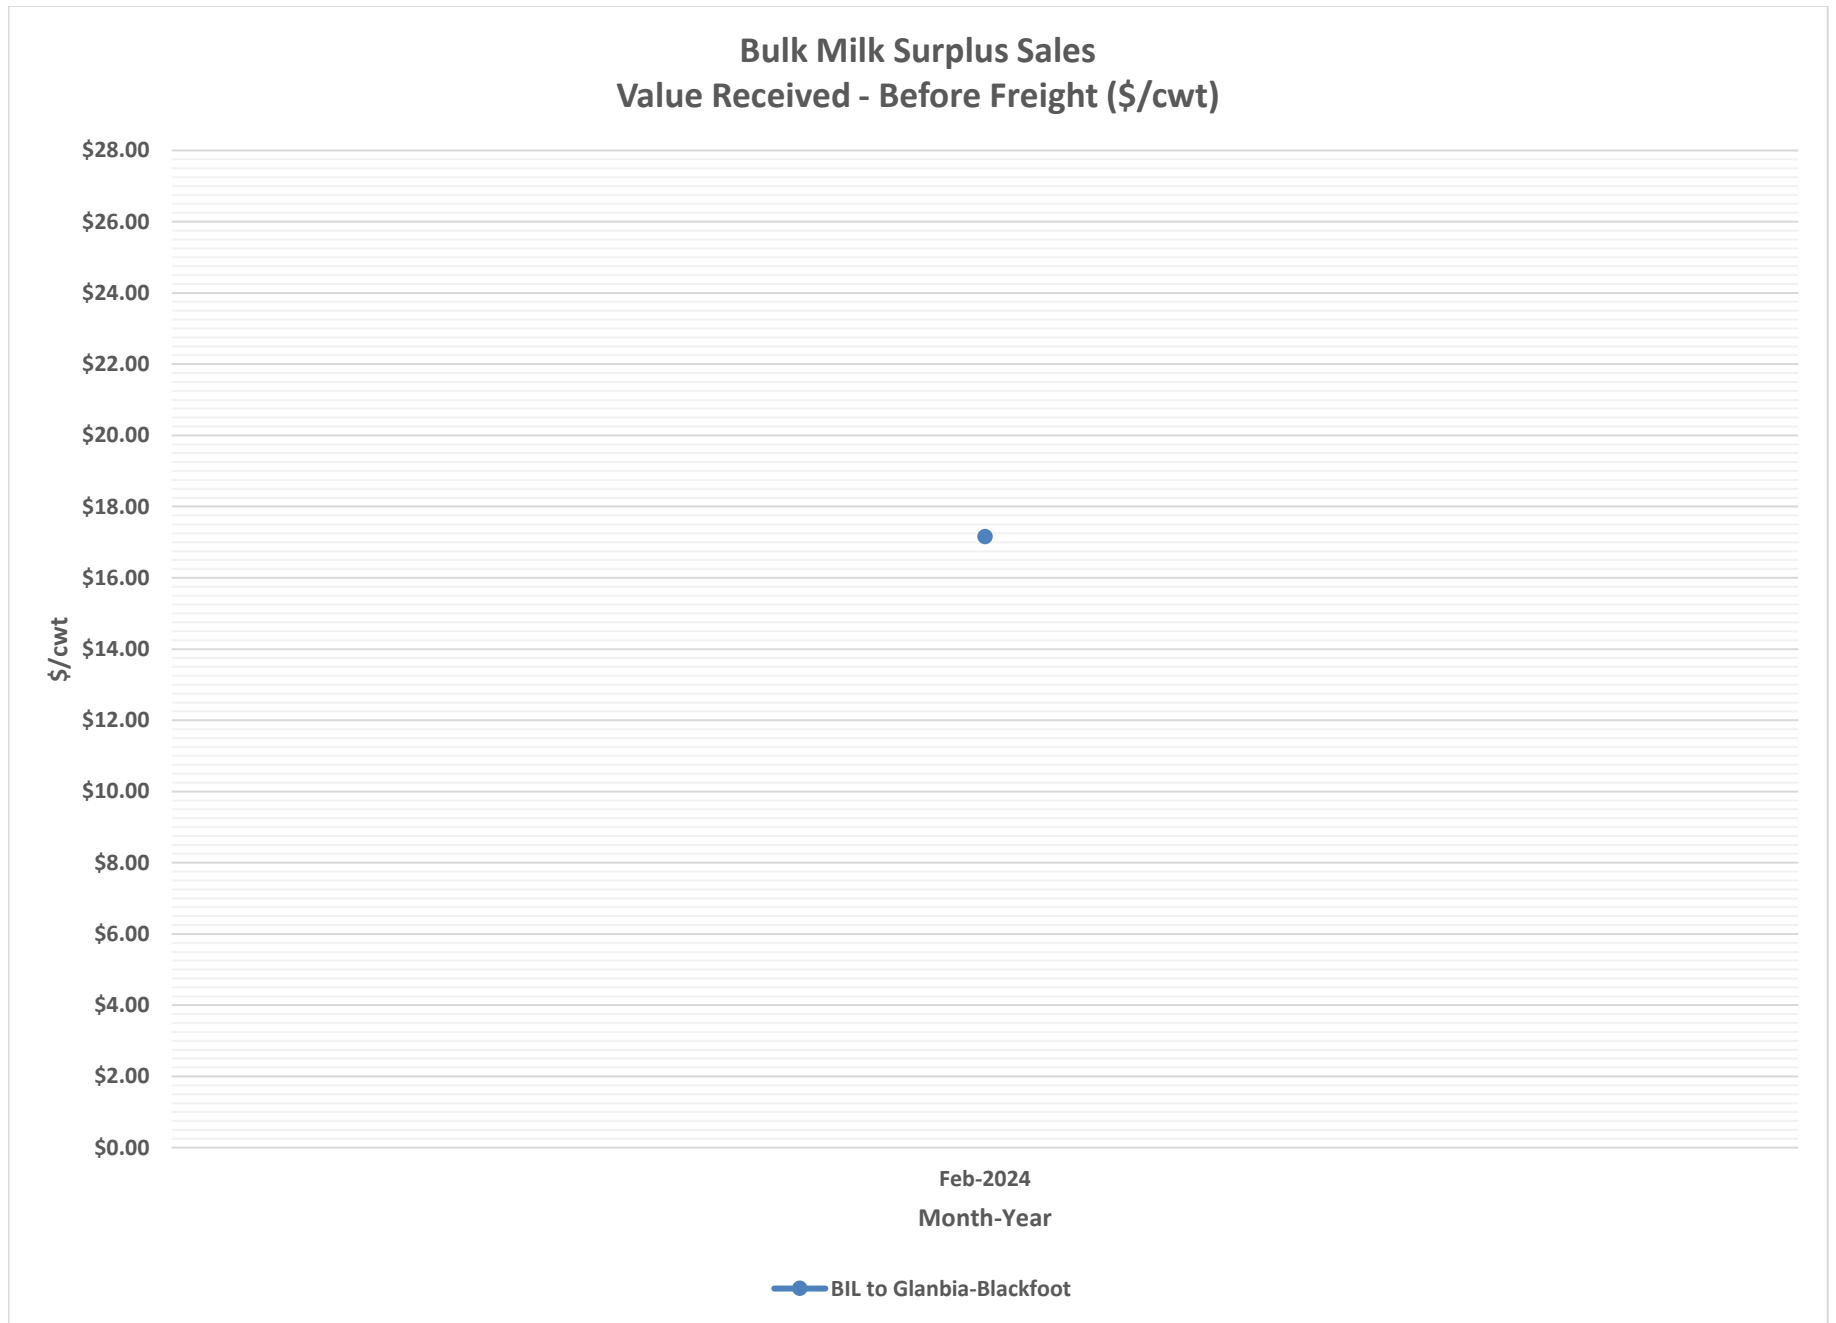 Bulk Milk Surplus Sales
Value Received - Before Freight ($/cwt)
$28.00
$26.00
$24.00
$22.00
$20.00
$18.00
$16.00
$14.00
$12.00
$10.00
$8.00
$6.00
$4.00
$2.00
$0.00
$/cwt
Feb-2024
Month-Year
BIL to Glanbia-Blackfoot